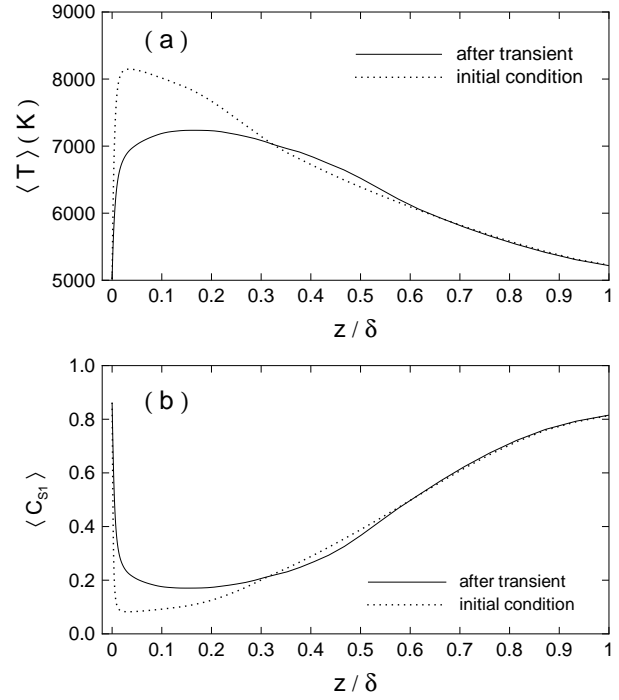 9000
8000
7000
6000
5000
⟨ T ⟩ ( K )
( a )
after transient
initial condition
0 0.1 0.2 0.3 0.4 0.5 0.6 0.7 0.8 0.9 1
z / δ
1.0
0.8
0.6
0.4
0.2
0.0
⟨ C_{S1} ⟩
( b )
after transient
initial condition
0 0.1 0.2 0.3 0.4 0.5 0.6 0.7 0.8 0.9 1
z / δ